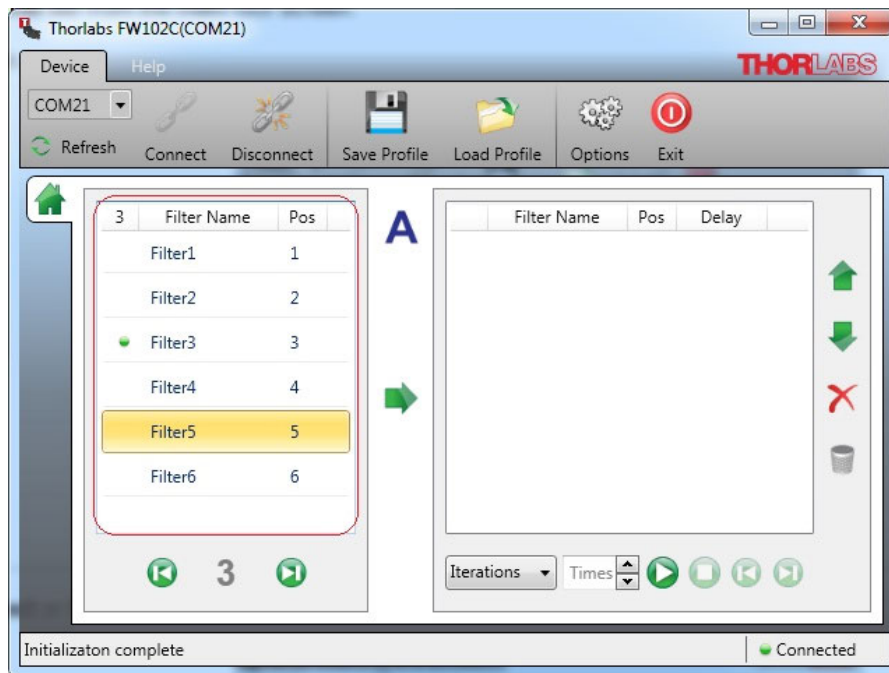 Thorlabs FW102C(COM21)
Device Help
THORLABS
COM21
Refresh
Connect Disconnect Save Profile Load Profile Options Exit
3 Filter Name Pos
Filter1 1
Filter2 2
Filter3 3
Filter4 4
Filter5 5
Filter6 6
3
A
Filter Name Pos Delay
Iterations Times
Initializaton complete
Connected